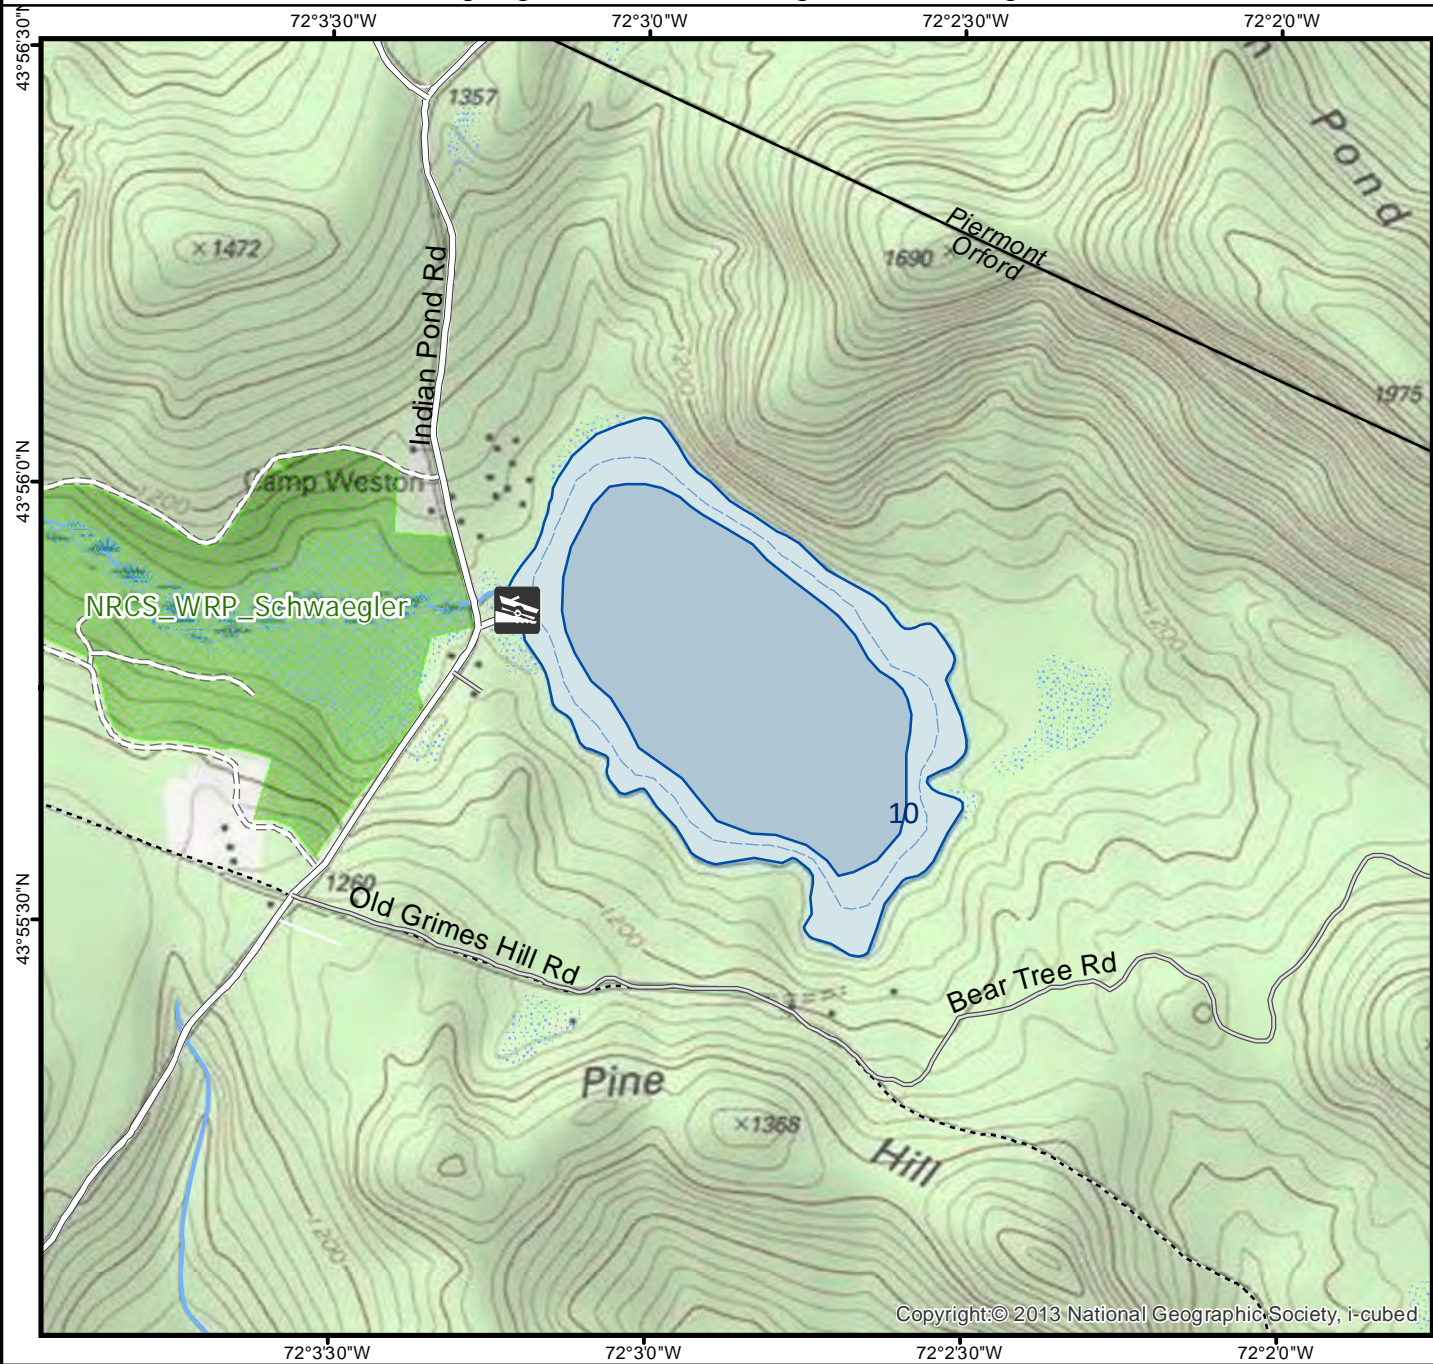 72°3'30"W
72°3'0"W
72°2'30"W
72°2'0"W
43°56'30"N
1357
Pond
×1472
Piermont
Orford
1690
Indian Pond Rd
1200
1975
43°56'0"N
Camp Weston
1200
NRCS_WRP_Schwaegler
1200
10
1260
Old Grimes Hill Rd
43°55'30"N
1200
Bear Tree Rd
Pine
×1368
Hill
1200
Copyright:© 2013 National Geographic Society, i-cubed
72°3'30"W
72°3'0"W
72°2'30"W
72°2'0"W